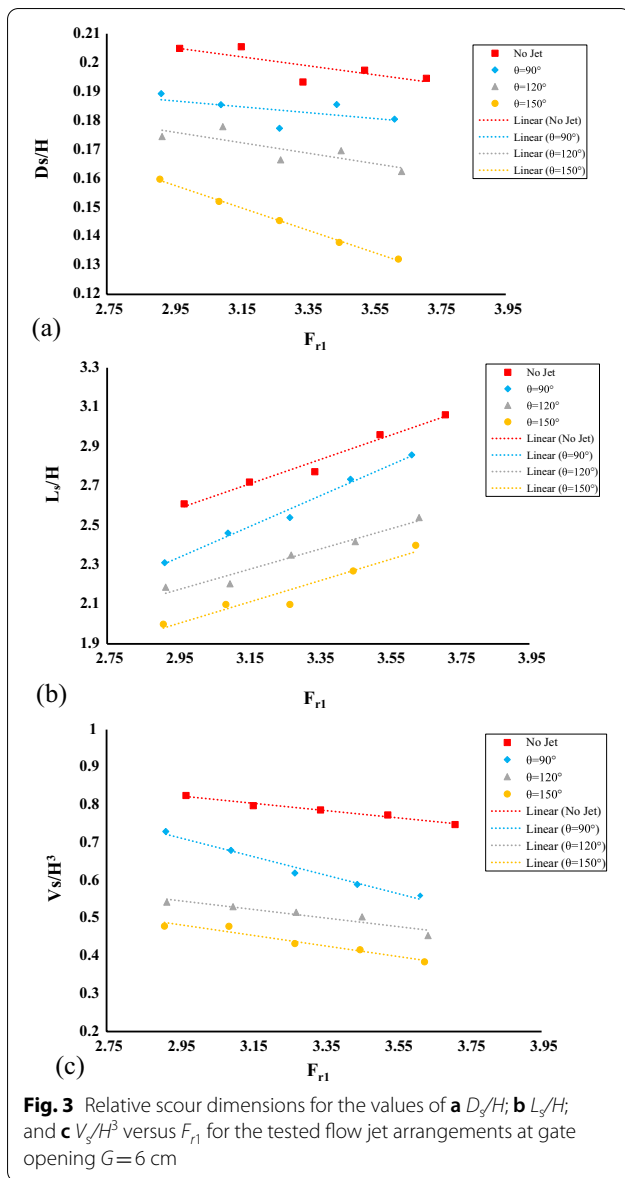 0.21
0.2
0.19
0.18
0.17
0.16
0.15
0.14
0.13
0.12
Ds/H
2.75 2.95 3.15 3.35 3.55 3.75 3.95
Fr1
No Jet
θ=90°
θ=120°
θ=150°
Linear (No Jet)
Linear (θ=90°)
Linear (θ=120°)
Linear (θ=150°)
(a)
3.3
3.1
2.9
2.7
2.5
2.3
2.1
1.9
Ls/H
2.75 2.95 3.15 3.35 3.55 3.75 3.95
Fr1
No Jet
θ=90°
θ=120°
θ=150°
Linear (No Jet)
Linear (θ=90°)
Linear (θ=120°)
Linear (θ=150°)
(b)
1
0.9
0.8
0.7
0.6
0.5
0.4
0.3
0.2
Vs/H³
2.75 2.95 3.15 3.35 3.55 3.75 3.95
Fr1
No Jet
θ=90°
θ=120°
θ=150°
Linear (No Jet)
Linear (θ=90°)
Linear (θ=120°)
Linear (θ=150°)
(c)
Fig. 3 Relative scour dimensions for the values of a Ds/H; b Ls/H;
and c Vs/H³ versus Fr1 for the tested flow jet arrangements at gate
opening G=6 cm